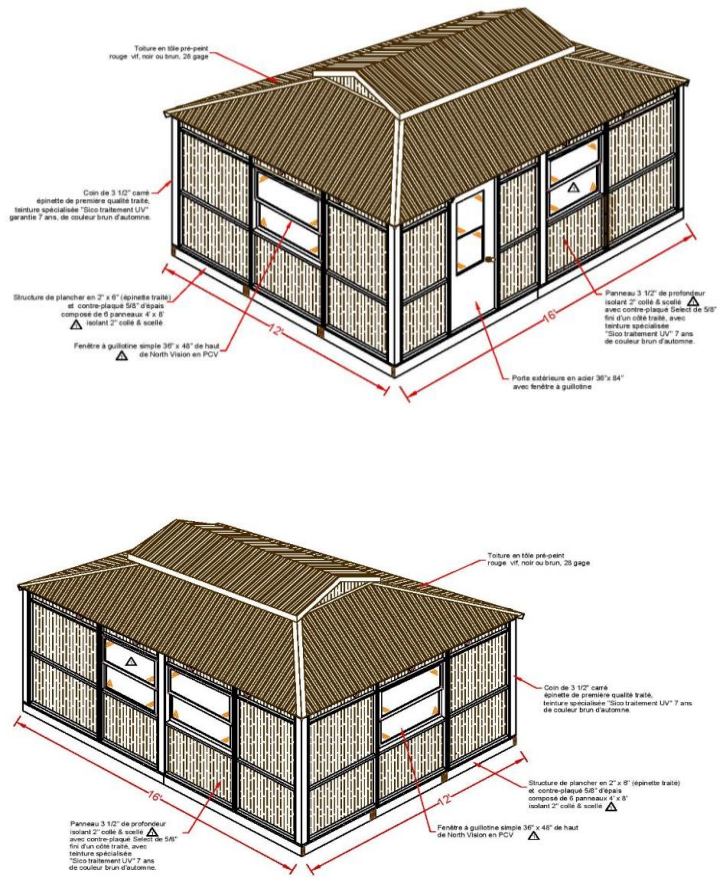 Toiture en tôle pré-peint
rouge vif, noir ou brun, 28 gage
Coin de 3 1/2" carré
épinette de première qualité traité,
teinture spécialisée "Sico traitement UV"
garantie 7 ans, de couleur brun d'automne.
Structure de plancher en 2" x 6" (épinette traité)
et contre-plaqué 5/8" d'épais
composé de 6 panneaux 4' x 8'
isolant 2" collé & scellé
Fenêtre à guillotine simple 36" x 48" de haut
de North Vision en PCV
12'
16'
Panneau 3 1/2" de profondeur
isolant 2" collé & scellé
avec contre-plaqué Select de 5/8"
fini d'un côté traité, avec
teinture spécialisée
"Sico traitement UV" 7 ans
de couleur brun d'automne.
Porte extérieure en acier 36"x 84"
avec fenêtre à guillotine
Toiture en tôle pré-peint
rouge vif, noir ou brun, 28 gage
Coin de 3 1/2" carré
épinette de première qualité traité,
teinture spécialisée "Sico traitement UV" 7 ans
de couleur brun d'automne.
16'
12'
Structure de plancher en 2" x 6" (épinette traité)
et contre-plaqué 5/8" d'épais
composé de 6 panneaux 4' x 8'
isolant 2" collé & scellé
Panneau 3 1/2" de profondeur
isolant 2" collé & scellé
avec contre-plaqué Select de 5/8"
fini d'un côté traité, avec
teinture spécialisée
"Sico traitement UV" 7 ans
de couleur brun d'automne.
Fenêtre à guillotine simple 36" x 48" de haut
de North Vision en PCV